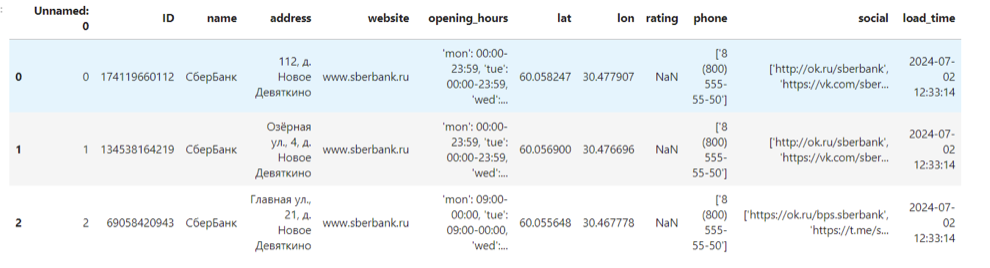 :
Unnamed: 0 ID name address website opening_hours lat lon rating phone social load_time
0 0 174119660112 СберБанк 112, д. Новое Девяткино www.sberbank.ru 'mon': 00:00-23:59, 'tue': 00:00-23:59, 'wed':... 60.058247 30.477907 NaN ['8 (800) 555-55-50'] ['http://ok.ru/sberbank', 'https://vk.com/sber... 2024-07-02 12:33:14
1 1 134538164219 СберБанк Озёрная ул., 4, д. Новое Девяткино www.sberbank.ru 'mon': 00:00-23:59, 'tue': 00:00-23:59, 'wed':... 60.056900 30.476696 NaN ['8 (800) 555-55-50'] ['http://ok.ru/sberbank', 'https://vk.com/sber... 2024-07-02 12:33:14
2 2 69058420943 СберБанк Главная ул., 21, д. Новое Девяткино www.sberbank.ru 'mon': 09:00-00:00, 'tue': 09:00-00:00, 'wed':... 60.055648 30.467778 NaN ['8 (800) 555-55-50'] ['https://ok.ru/bps.sberbank', 'https://t.me/s... 2024-07-02 12:33:14